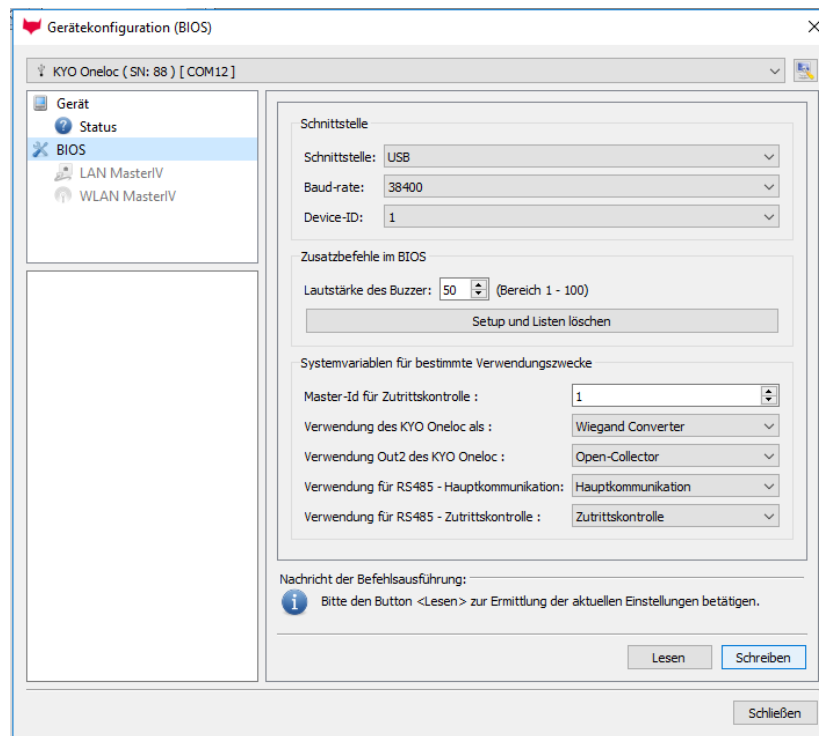 Gerätekonfiguration (BIOS)
KYO Oneloc ( SN: 88 ) [ COM12 ]
Gerät
Status
BIOS
LAN MasterIV
WLAN MasterIV
Schnittstelle
Schnittstelle: USB
Baud-rate: 38400
Device-ID: 1
Zusatzbefehle im BIOS
Lautstärke des Buzzer: 50 (Bereich 1 - 100)
Setup und Listen löschen
Systemvariablen für bestimmte Verwendungszwecke
Master-Id für Zutrittskontrolle : 1
Verwendung des KYO Oneloc als : Wiegand Converter
Verwendung Out2 des KYO Oneloc : Open-Collector
Verwendung für RS485 - Hauptkommunikation: Hauptkommunikation
Verwendung für RS485 - Zutrittskontrolle : Zutrittskontrolle
Nachricht der Befehlsausführung:
Bitte den Button <Lesen> zur Ermittlung der aktuellen Einstellungen betätigen.
Lesen Schreiben
Schließen